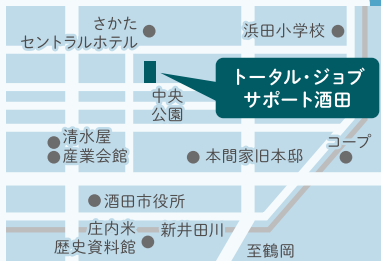 さかた
セントラルホテル
浜田小学校
トータル・ジョブ
サポート酒田
中央
公園
清水屋
産業会館
本間家旧本邸
コープ
酒田市役所
庄内米
歴史資料館
新井田川
至鶴岡